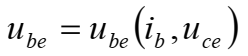 u_be = u_be(i_b, u_ce)